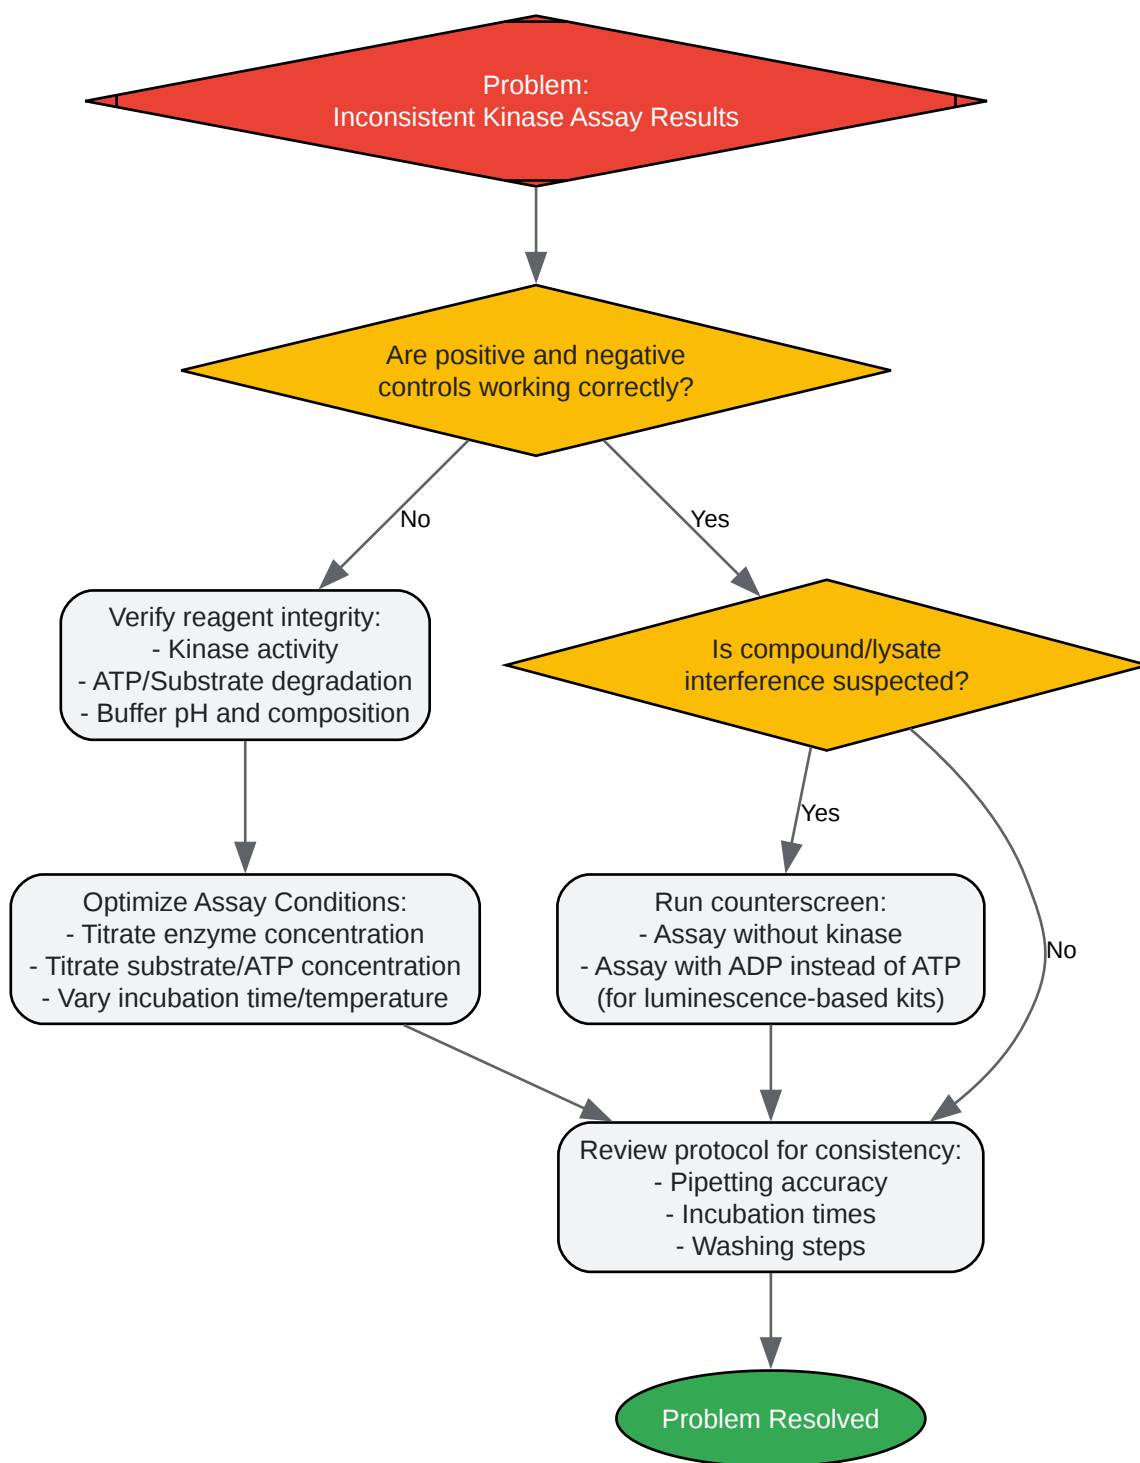 Problem:
Inconsistent Kinase Assay Results
Are positive and negative
controls working correctly?
No
Yes
Verify reagent integrity:
- Kinase activity
- ATP/Substrate degradation
- Buffer pH and composition
Is compound/lysate
interference suspected?
Yes
No
Optimize Assay Conditions:
- Titrate enzyme concentration
- Titrate substrate/ATP concentration
- Vary incubation time/temperature
Run counterscreen:
- Assay without kinase
- Assay with ADP instead of ATP
(for luminescence-based kits)
Review protocol for consistency:
- Pipetting accuracy
- Incubation times
- Washing steps
Problem Resolved